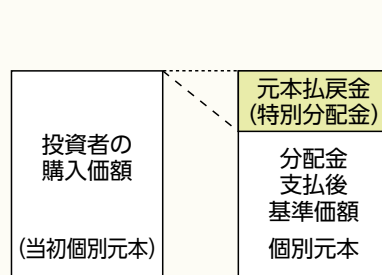 投資者の
購入価額
(当初個別元本)
元本払戻金
(特別分配金)
分配金
支払後
基準価額
個別元本